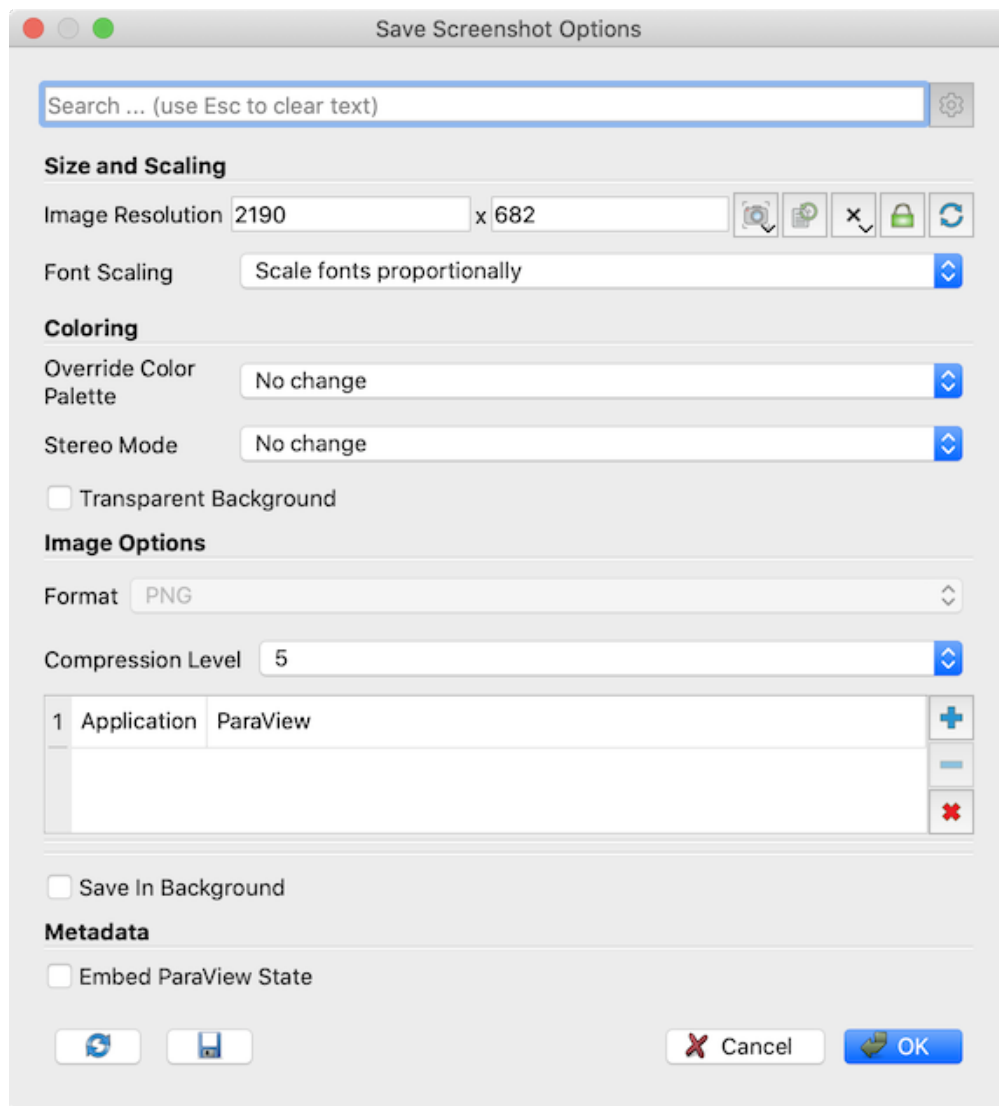 Save Screenshot Options
Search ... (use Esc to clear text)
Size and Scaling
Image Resolution 2190 x 682
Font Scaling Scale fonts proportionally
Coloring
Override Color
Palette
No change
Stereo Mode No change
Transparent Background
Image Options
Format PNG
Compression Level 5
1 Application ParaView
Save In Background
Metadata
Embed ParaView State
Cancel OK